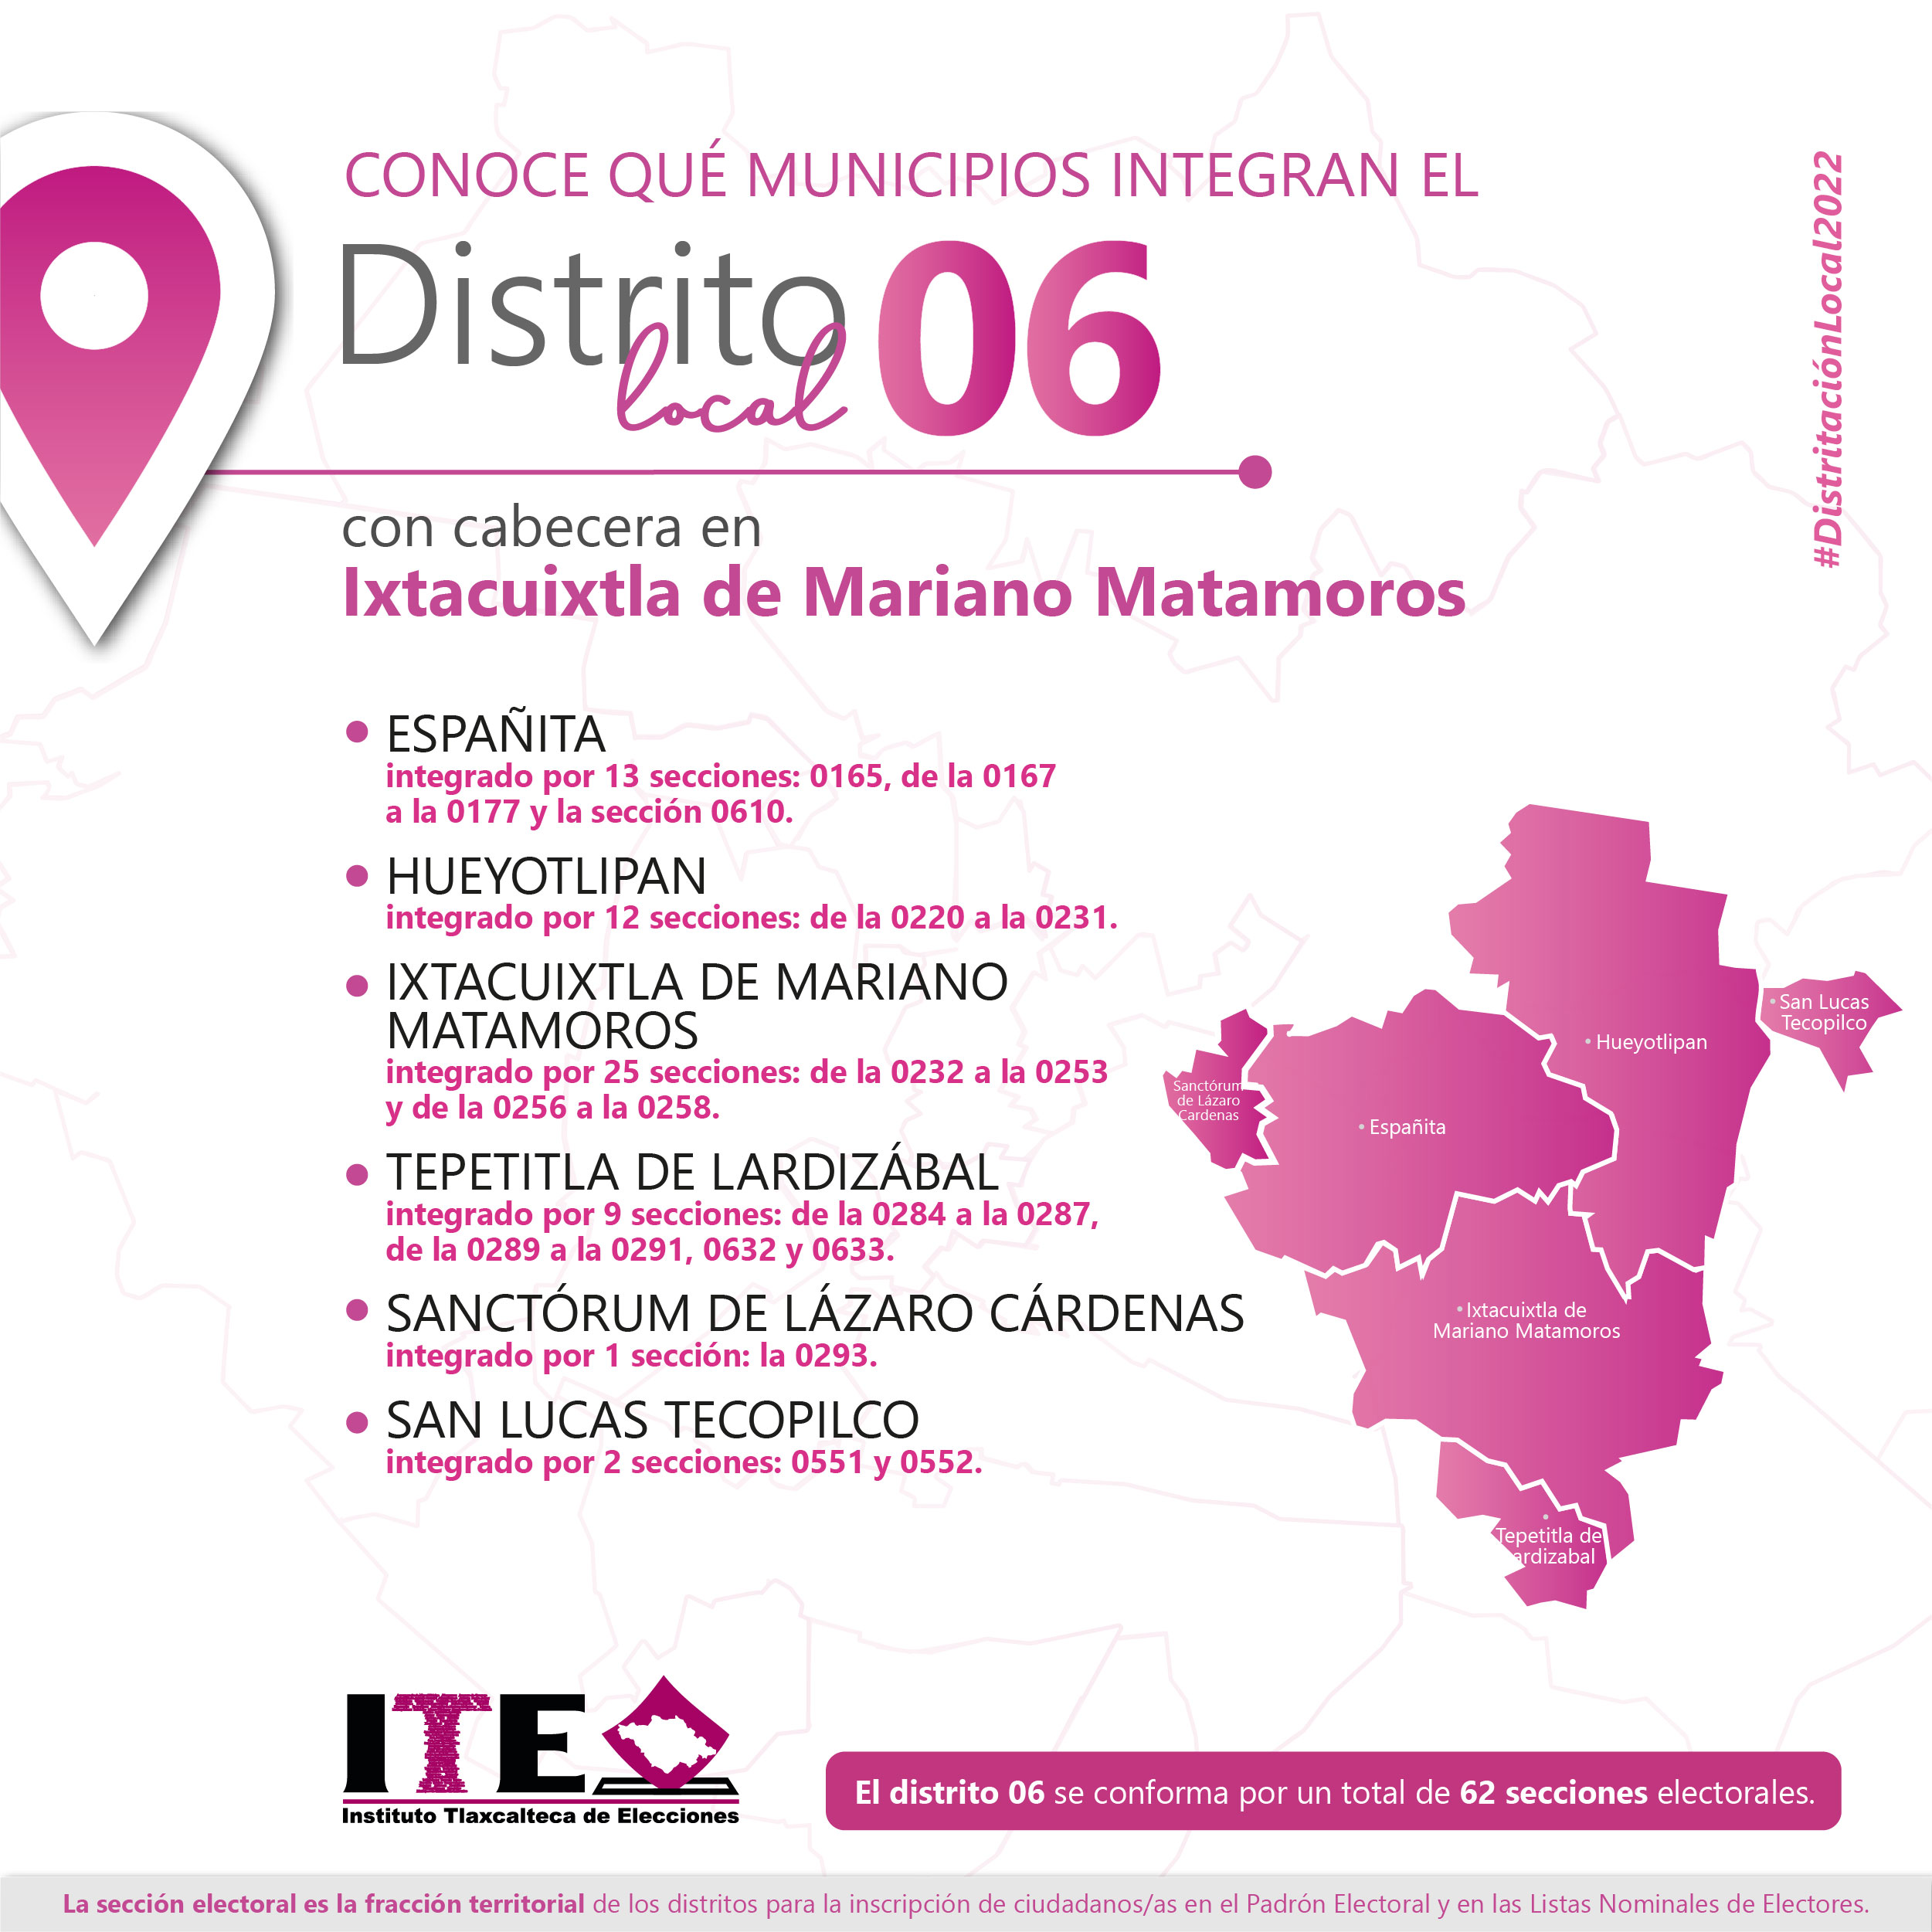 CONOCE QUÉ MUNICIPIOS INTEGRAN EL
Distrito 06
local
con cabecera en
Ixtacuixtla de Mariano Matamoros
#DistritaciónLocal2022
ESPAÑITA
integrado por 13 secciones: 0165, de la 0167
a la 0177 y la sección 0610.
HUEYOTLIPAN
integrado por 12 secciones: de la 0220 a la 0231.
IXTACUIXTLA DE MARIANO
MATAMOROS
integrado por 25 secciones: de la 0232 a la 0253
y de la 0256 a la 0258.
TEPETITLA DE LARDIZÁBAL
integrado por 9 secciones: de la 0284 a la 0287,
de la 0289 a la 0291, 0632 y 0633.
SANCTÓRUM DE LÁZARO CÁRDENAS
integrado por 1 sección: la 0293.
SAN LUCAS TECOPILCO
integrado por 2 secciones: 0551 y 0552.
San Lucas
Tecopilco
Hueyotlipan
Sanctórum
de Lázaro
Cardenas
Españita
Ixtacuixtla de
Mariano Matamoros
Tepetitla de
Lardizabal
ITE
Instituto Tlaxcalteca de Elecciones
El distrito 06 se conforma por un total de 62 secciones electorales.
La sección electoral es la fracción territorial de los distritos para la inscripción de ciudadanos/as en el Padrón Electoral y en las Listas Nominales de Electores.